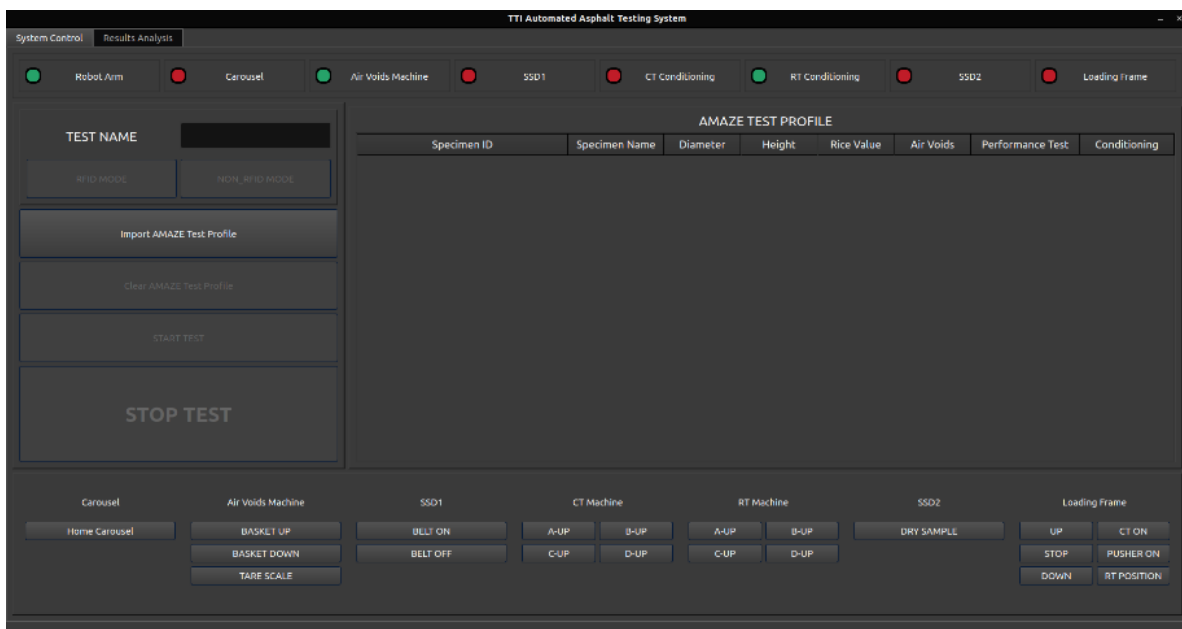 TTI Automated Asphalt Testing System
System Control Results Analysis
Robot Arm Carousel Air Voids Machine SSD1 CT Conditioning RT Conditioning SSD2 Loading Frame
TEST NAME
RFID MODE NON_RFID MODE
Import AMAZE Test Profile
Clear AMAZE Test Profile
START TEST
STOP TEST
AMAZE TEST PROFILE
Specimen ID Specimen Name Diameter Height Rice Value Air Voids Performance Test Conditioning
Carousel Air Voids Machine SSD1 CT Machine RT Machine SSD2 Loading Frame
Home Carousel BASKET UP BELT ON A-UP B-UP A-UP B-UP DRY SAMPLE UP CT ON
BASKET DOWN BELT OFF C-UP D-UP C-UP D-UP STOP PUSHER ON
TARE SCALE DOWN RT POSITION